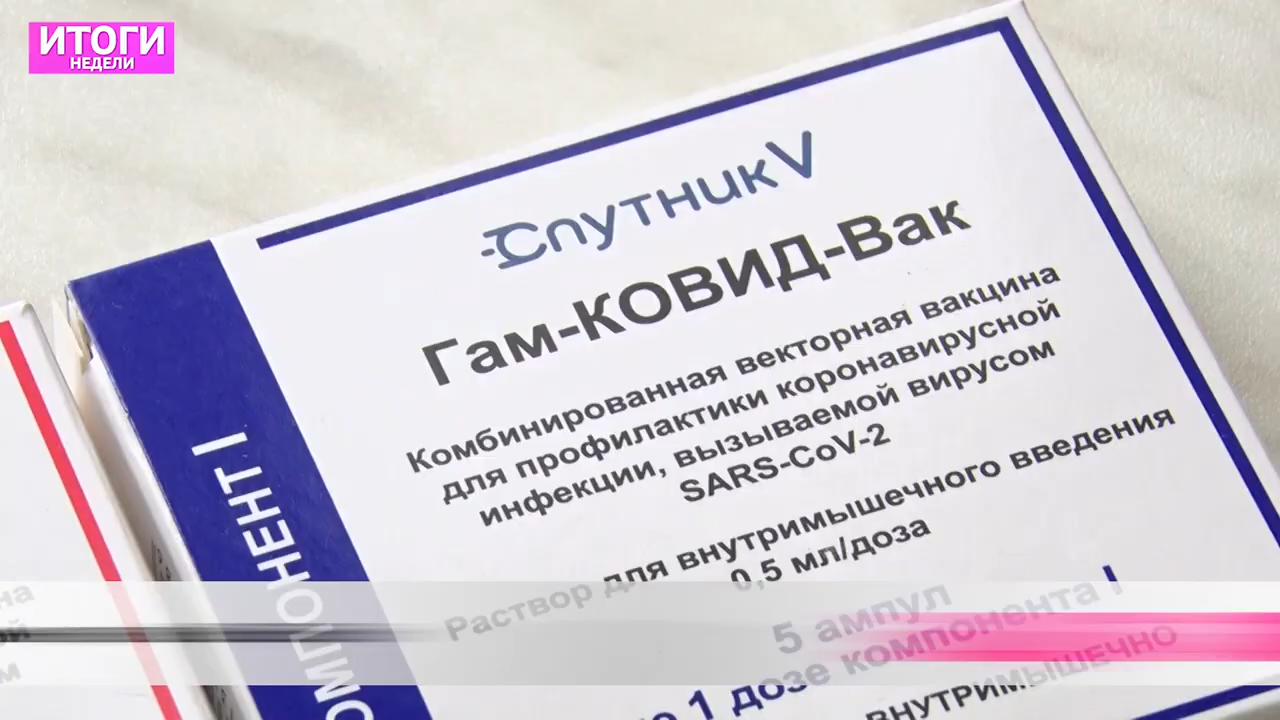 ИТОГИ
НЕДЕЛИ
Спутник V
Гам-КОВИД-Вак
Комбинированная векторная вакцина
для профилактики коронавирусной
инфекции, вызываемой вирусом
SARS-CoV-2
Раствор для внутримышечного введения
0,5 мл/доза
5 ампул
1 дозе компонента I
ВНУТРИМЫШЕЧНО
КОМПОНЕНТ I